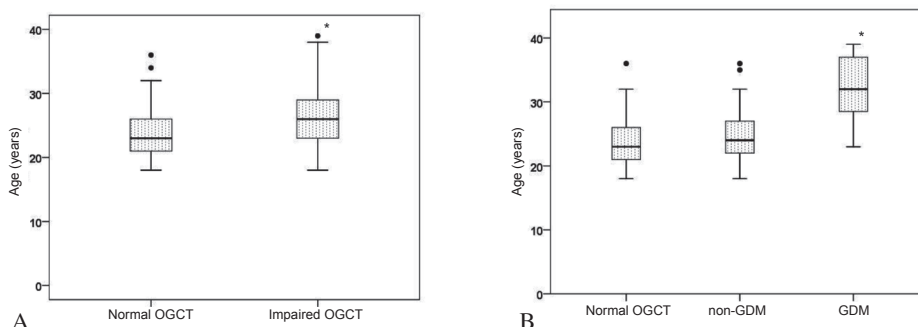 40
30
20
10
0
Age (years)
*
Normal OGCT
Impaired OGCT
A
40
30
20
10
0
Age (years)
*
Normal OGCT
non-GDM
GDM
B